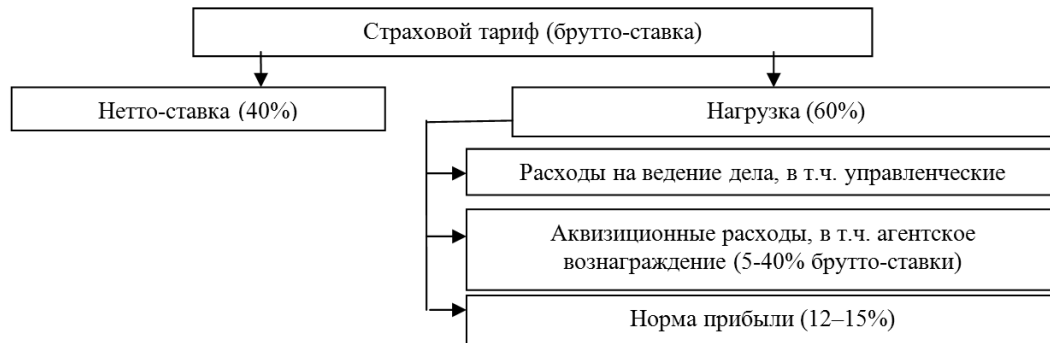 Страховой тариф (брутто-ставка)
Нетто-ставка (40%)
Нагрузка (60%)
Расходы на ведение дела, в т.ч. управленческие
Аквизиционные расходы, в т.ч. агентское
вознаграждение (5-40% брутто-ставки)
Норма прибыли (12–15%)